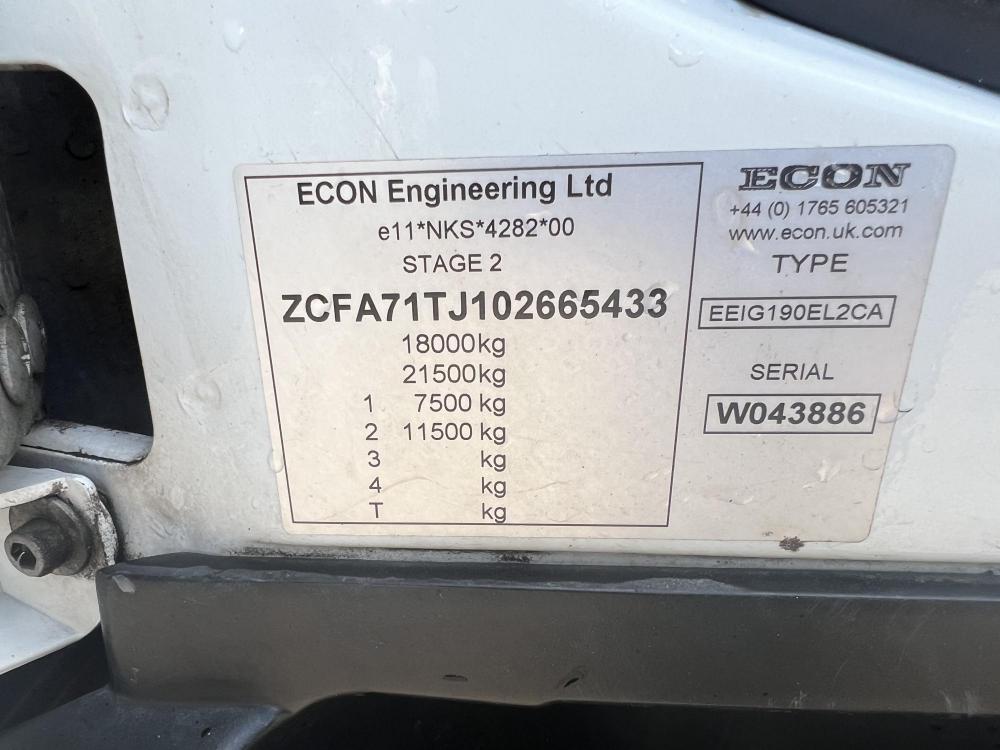 ECON Engineering Ltd
e11*NKS*4282*00
STAGE 2
ZCFA71TJ102665433
18000kg
21500kg
1 7500 kg
2 11500 kg
3 kg
4 kg
T kg
ECON
+44 (0) 1765 605321
www.econ.uk.com
TYPE
EEIG190EL2CA
SERIAL
W043886